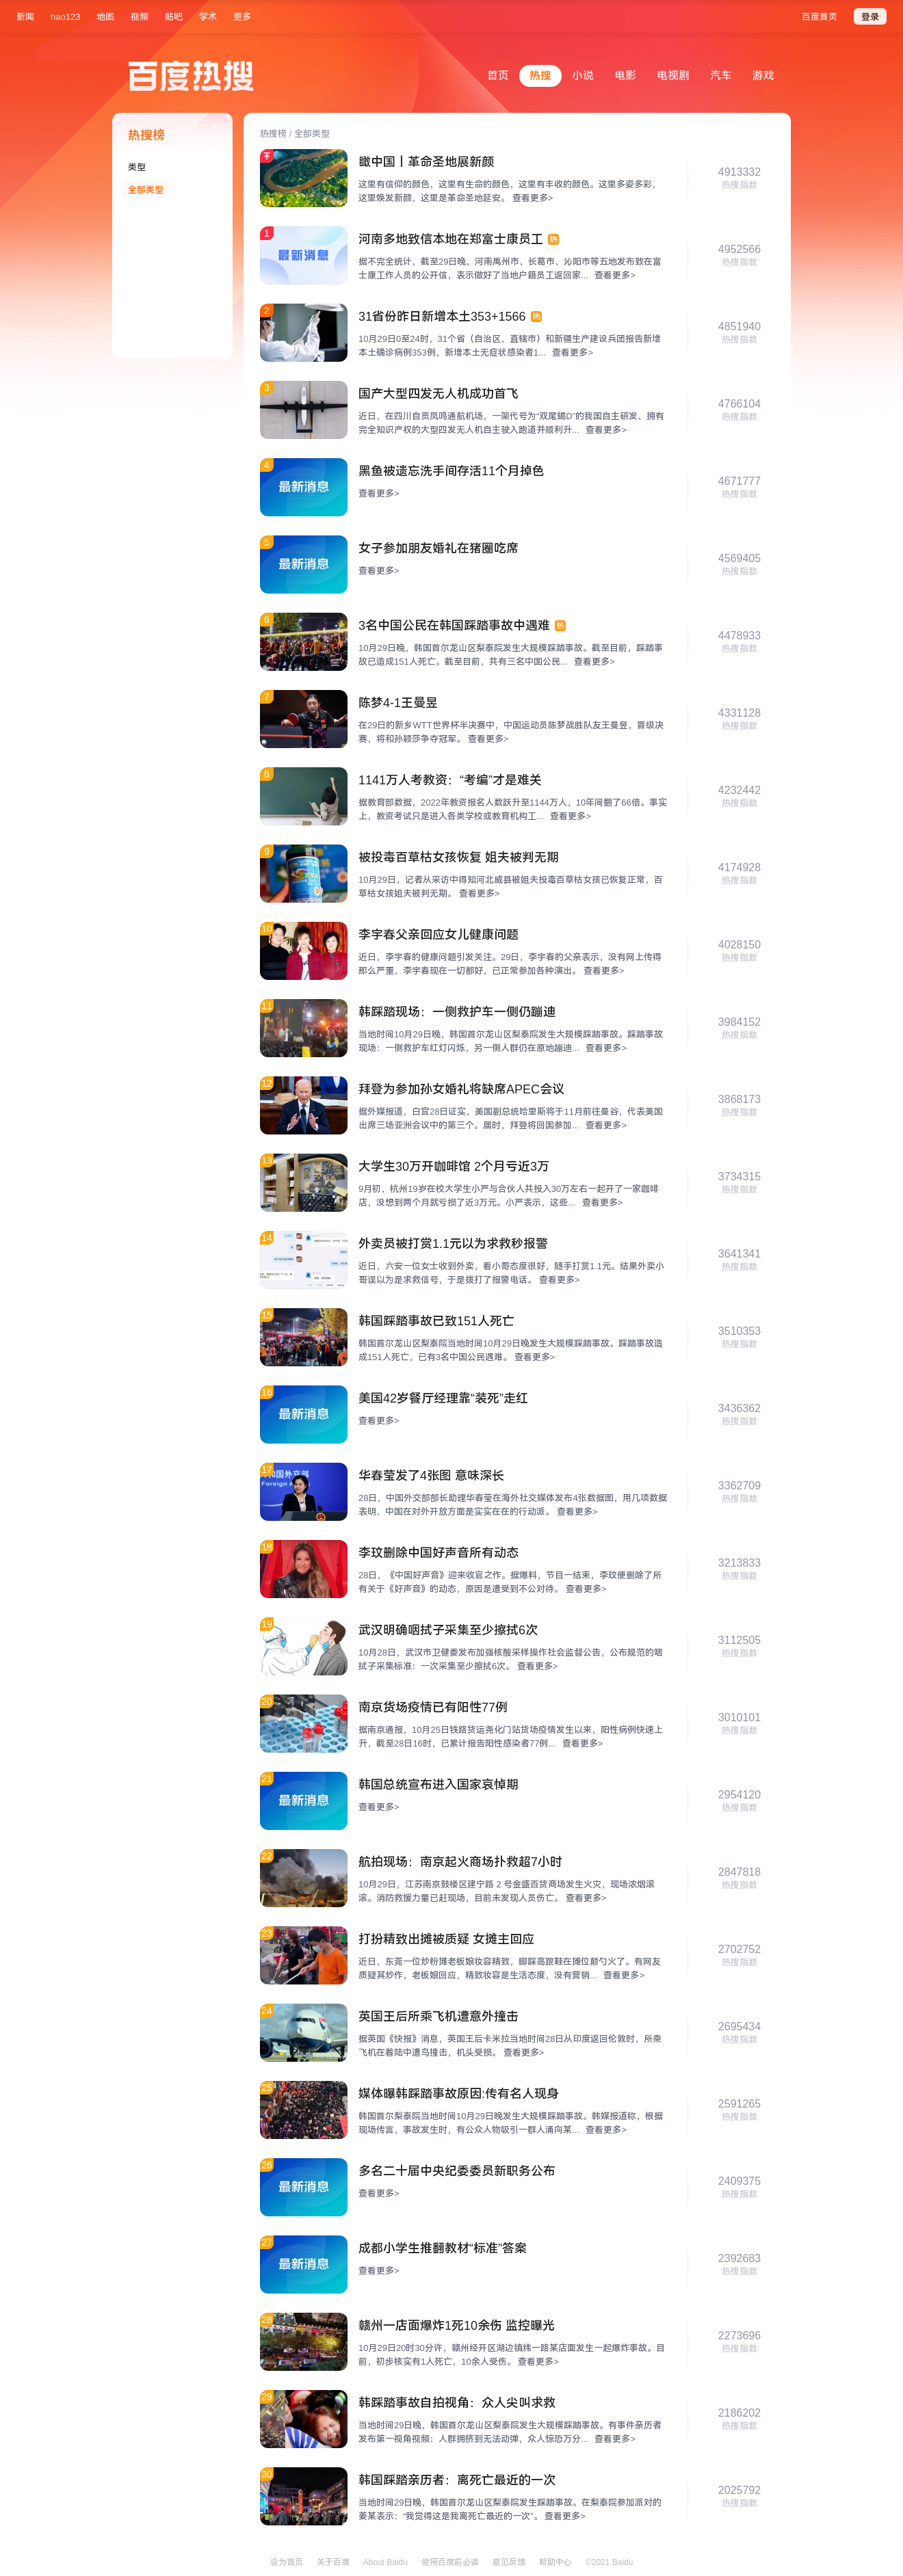 新闻 hao123 地图 视频 贴吧 学术 更多 百度首页 登录
百度热搜
首页 热搜 小说 电影 电视剧 汽车 游戏
热搜榜
类型
全部类型
热搜榜 / 全部类型
瞰中国丨革命圣地展新颜
这里有信仰的颜色，这里有生命的颜色，这里有丰收的颜色。这里多姿多彩，
这里焕发新颜，这里是革命圣地延安。 查看更多>
4913332
热搜指数
1
最新消息
河南多地致信本地在郑富士康员工 热
据不完全统计，截至29日晚，河南禹州市、长葛市、沁阳市等五地发布致在富
士康工作人员的公开信，表示做好了当地户籍员工返回家... 查看更多>
4952566
热搜指数
2
31省份昨日新增本土353+1566 热
10月29日0至24时，31个省（自治区、直辖市）和新疆生产建设兵团报告新增
本土确诊病例353例，新增本土无症状感染者1... 查看更多>
4851940
热搜指数
3
国产大型四发无人机成功首飞
近日，在四川自贡凤鸣通航机场，一架代号为“双尾蝎D”的我国自主研发、拥有
完全知识产权的大型四发无人机自主驶入跑道并顺利升... 查看更多>
4766104
热搜指数
4
最新消息
黑鱼被遗忘洗手间存活11个月掉色
查看更多>
4671777
热搜指数
5
最新消息
女子参加朋友婚礼在猪圈吃席
查看更多>
4569405
热搜指数
6
3名中国公民在韩国踩踏事故中遇难 热
10月29日晚，韩国首尔龙山区梨泰院发生大规模踩踏事故。截至目前，踩踏事
故已造成151人死亡。截至目前，共有三名中国公民... 查看更多>
4478933
热搜指数
7
陈梦4-1王曼昱
在29日的新乡WTT世界杯半决赛中，中国运动员陈梦战胜队友王曼昱，晋级决
赛，将和孙颖莎争夺冠军。 查看更多>
4331128
热搜指数
8
1141万人考教资：“考编”才是难关
据教育部数据，2022年教资报名人数跃升至1144万人，10年间翻了66倍。事实
上，教资考试只是进入各类学校或教育机构工... 查看更多>
4232442
热搜指数
9
被投毒百草枯女孩恢复 姐夫被判无期
10月29日，记者从采访中得知河北威县被姐夫投毒百草枯女孩已恢复正常，百
草枯女孩姐夫被判无期。 查看更多>
4174928
热搜指数
10
李宇春父亲回应女儿健康问题
近日，李宇春的健康问题引发关注。29日，李宇春的父亲表示，没有网上传得
那么严重，李宇春现在一切都好，已正常参加各种演出。 查看更多>
4028150
热搜指数
11
韩踩踏现场：一侧救护车一侧仍蹦迪
当地时间10月29日晚，韩国首尔龙山区梨泰院发生大规模踩踏事故。踩踏事故
现场：一侧救护车红灯闪烁，另一侧人群仍在原地蹦迪... 查看更多>
3984152
热搜指数
12
拜登为参加孙女婚礼将缺席APEC会议
据外媒报道，白宫28日证实，美国副总统哈里斯将于11月前往曼谷，代表美国
出席三场亚洲会议中的第三个。届时，拜登将回国参加... 查看更多>
3868173
热搜指数
13
大学生30万开咖啡馆 2个月亏近3万
9月初，杭州19岁在校大学生小严与合伙人共投入30万左右一起开了一家咖啡
店，没想到两个月就亏损了近3万元。小严表示，这些... 查看更多>
3734315
热搜指数
14
外卖员被打赏1.1元以为求救秒报警
近日，六安一位女士收到外卖，看小哥态度很好，随手打赏1.1元。结果外卖小
哥误以为是求救信号，于是拨打了报警电话。 查看更多>
3641341
热搜指数
15
韩国踩踏事故已致151人死亡
韩国首尔龙山区梨泰院当地时间10月29日晚发生大规模踩踏事故。踩踏事故造
成151人死亡，已有3名中国公民遇难。 查看更多>
3510353
热搜指数
16
最新消息
美国42岁餐厅经理靠“装死”走红
查看更多>
3436362
热搜指数
17
华春莹发了4张图 意味深长
28日，中国外交部部长助理华春莹在海外社交媒体发布4张数据图，用几项数据
表明，中国在对外开放方面是实实在在的行动派。 查看更多>
3362709
热搜指数
18
李玟删除中国好声音所有动态
28日，《中国好声音》迎来收官之作。据爆料，节目一结束，李玟便删除了所
有关于《好声音》的动态，原因是遭受到不公对待。 查看更多>
3213833
热搜指数
19
武汉明确咽拭子采集至少擦拭6次
10月28日，武汉市卫健委发布加强核酸采样操作社会监督公告，公布规范的咽
拭子采集标准：一次采集至少擦拭6次。 查看更多>
3112505
热搜指数
20
南京货场疫情已有阳性77例
据南京通报，10月25日铁路货运尧化门站货场疫情发生以来，阳性病例快速上
升，截至28日16时，已累计报告阳性感染者77例... 查看更多>
3010101
热搜指数
21
最新消息
韩国总统宣布进入国家哀悼期
查看更多>
2954120
热搜指数
22
航拍现场：南京起火商场扑救超7小时
10月29日，江苏南京鼓楼区建宁路 2 号金盛百货商场发生火灾，现场浓烟滚
滚。消防救援力量已赶现场，目前未发现人员伤亡。 查看更多>
2847818
热搜指数
23
打扮精致出摊被质疑 女摊主回应
近日，东莞一位炒粉摊老板娘妆容精致，脚踩高跟鞋在摊位颠勺火了。有网友
质疑其炒作，老板娘回应，精致妆容是生活态度，没有营销... 查看更多>
2702752
热搜指数
24
英国王后所乘飞机遭意外撞击
据英国《快报》消息，英国王后卡米拉当地时间28日从印度返回伦敦时，所乘
飞机在着陆中遭鸟撞击，机头受损。 查看更多>
2695434
热搜指数
25
媒体曝韩踩踏事故原因:传有名人现身
韩国首尔梨泰院当地时间10月29日晚发生大规模踩踏事故。韩媒报道称，根据
现场传言，事故发生时，有公众人物吸引一群人涌向某... 查看更多>
2591265
热搜指数
26
最新消息
多名二十届中央纪委委员新职务公布
查看更多>
2409375
热搜指数
27
最新消息
成都小学生推翻教材“标准”答案
查看更多>
2392683
热搜指数
28
赣州一店面爆炸1死10余伤 监控曝光
10月29日20时30分许，赣州经开区湖边镇纬一路某店面发生一起爆炸事故。目
前，初步核实有1人死亡，10余人受伤。 查看更多>
2273696
热搜指数
29
韩踩踏事故自拍视角：众人尖叫求救
当地时间29日晚，韩国首尔龙山区梨泰院发生大规模踩踏事故。有事件亲历者
发布第一视角视频：人群拥挤到无法动弹，众人惊恐万分... 查看更多>
2186202
热搜指数
30
韩国踩踏亲历者：离死亡最近的一次
当地时间29日晚，韩国首尔龙山区梨泰院发生踩踏事故。在梨泰院参加派对的
姜某表示：“我觉得这是我离死亡最近的一次”。 查看更多>
2025792
热搜指数
设为首页 关于百度 About Baidu 使用百度前必读 意见反馈 帮助中心 ©2021 Baidu